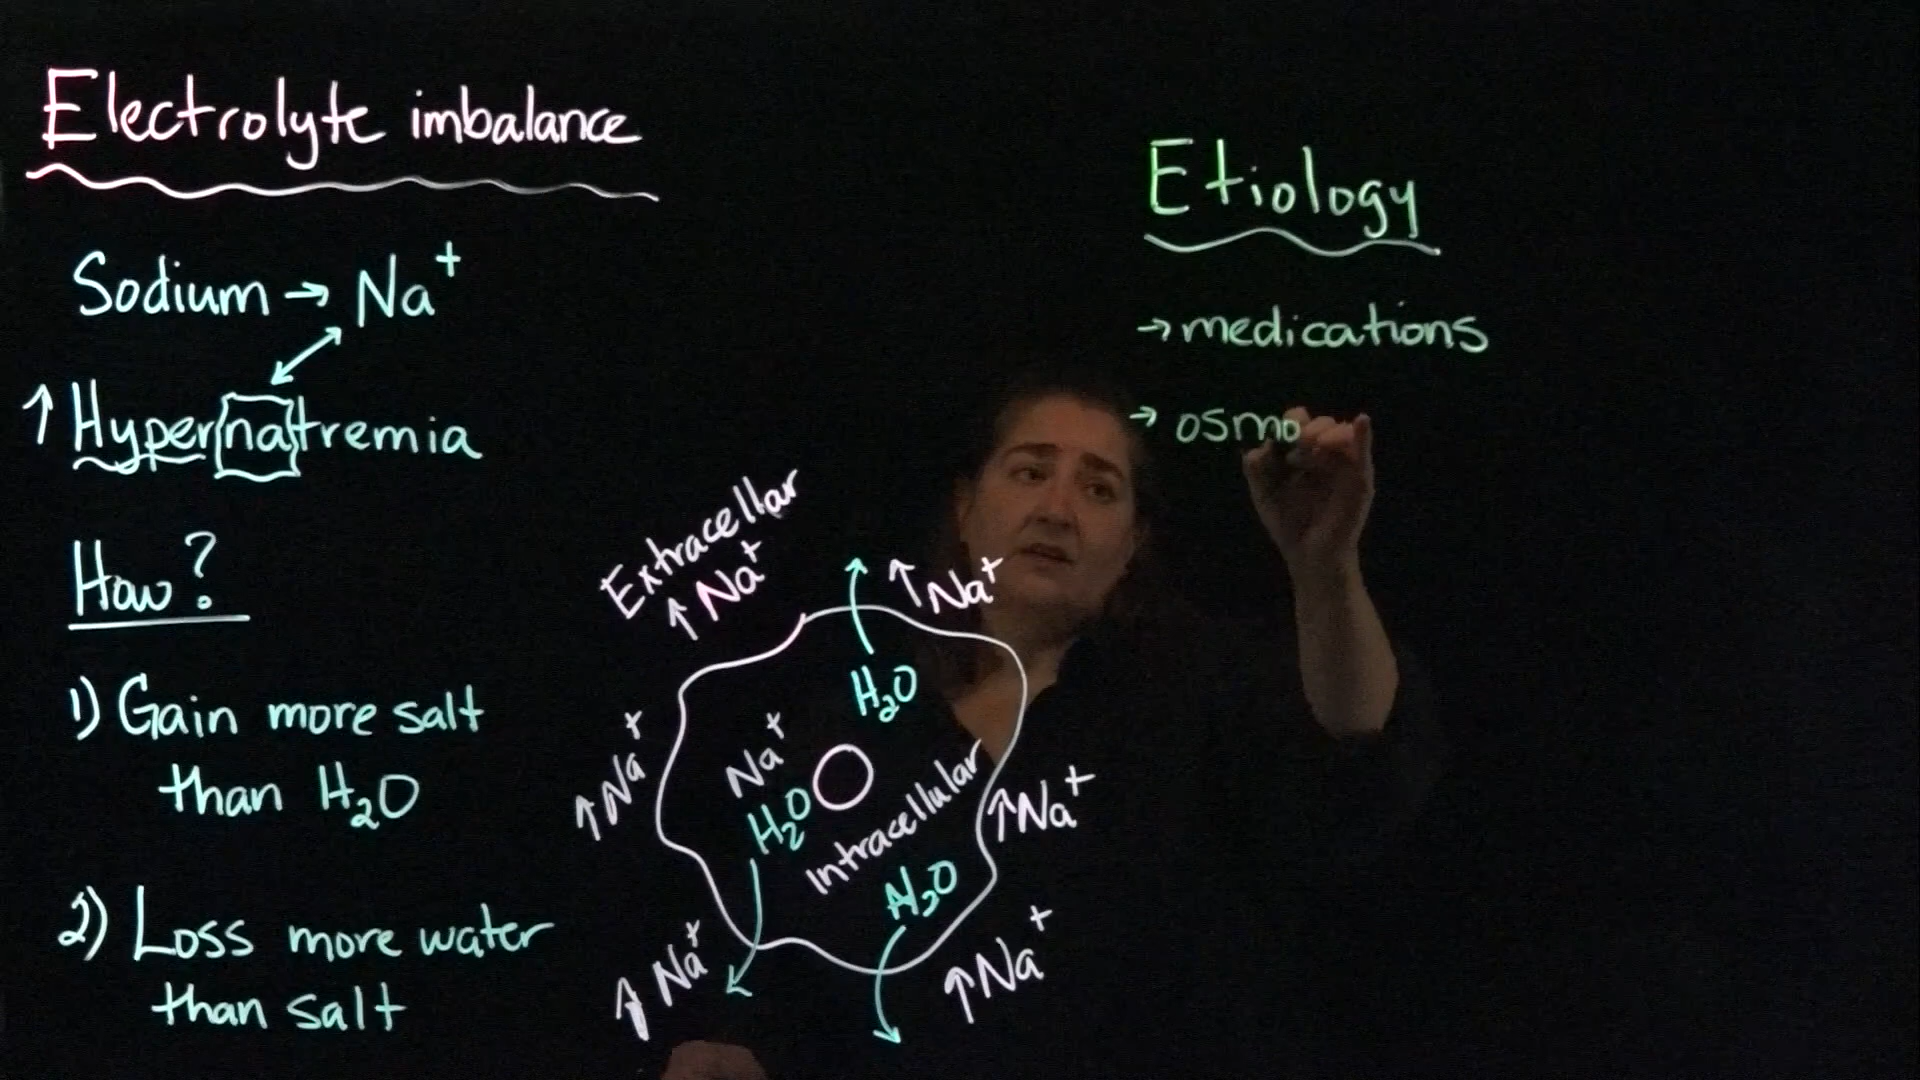 Electrolyte imbalance
Sodium → Na⁺
↑ Hypernatremia
How?
1) Gain more salt
than H₂O
2) Loss more water
than salt
Extracellar
↑ Na⁺
↑ Na⁺
↑ Na⁺
↑ Na⁺
↑ Na⁺
↑ Na⁺
H₂O
Na⁺
H₂O
Intracellular
H₂O
Etiology
→ medications
→ osmo